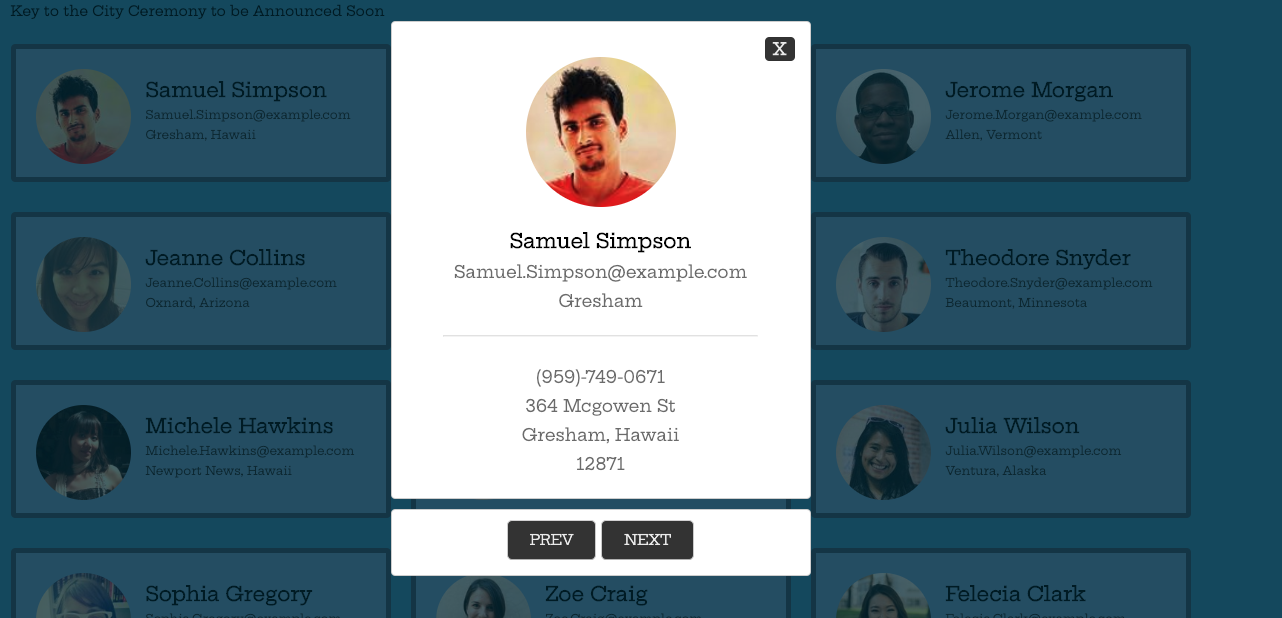 Key to the City Ceremony to be Announced Soon
X
Samuel Simpson
Samuel.Simpson@example.com
Gresham
(959)-749-0671
364 Mcgowen St
Gresham, Hawaii
12871
PREV
NEXT
Samuel Simpson
Samuel.Simpson@example.com
Gresham, Hawaii
Jerome Morgan
Jerome.Morgan@example.com
Allen, Vermont
Jeanne Collins
Jeanne.Collins@example.com
Oxnard, Arizona
Theodore Snyder
Theodore.Snyder@example.com
Beaumont, Minnesota
Michele Hawkins
Michele.Hawkins@example.com
Newport News, Hawaii
Julia Wilson
Julia.Wilson@example.com
Ventura, Alaska
Sophia Gregory
Zoe Craig
Felecia Clark